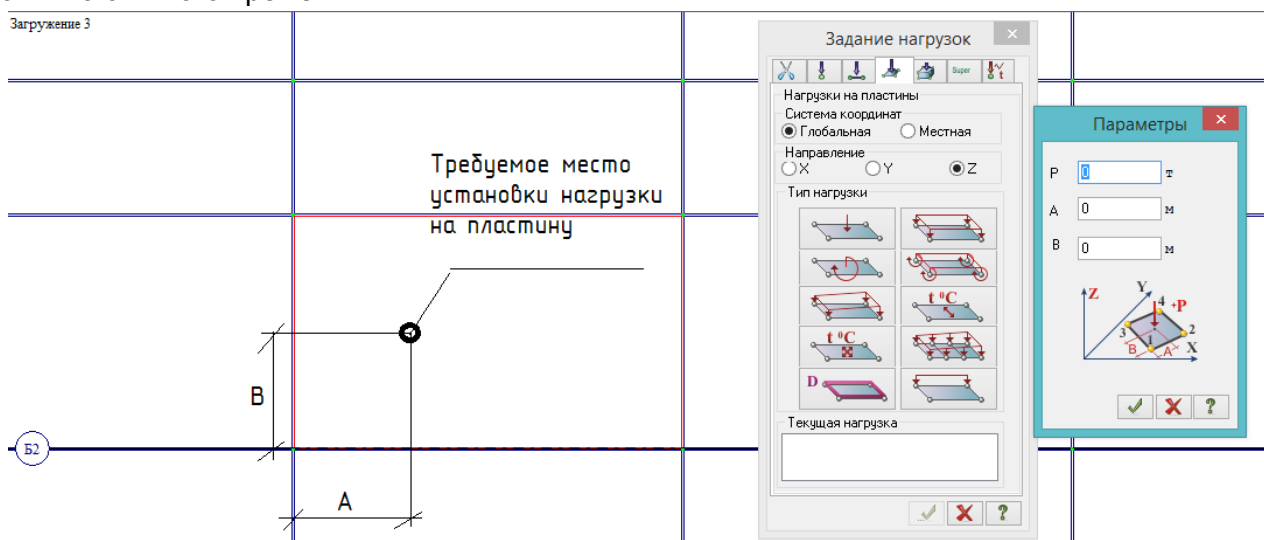 Загружение 3
Требуемое место
установки нагрузки
на пластину
B
A
Б2
Задание нагрузок
Super
t
Нагрузки на пластины
Система координат
Глобальная
Местная
Направление
X
Y
Z
Тип нагрузки
t °C
t °C
D
Текущая нагрузка
?
Параметры
P 0 т
A 0 м
B 0 м
Z
Y
4 +P
3
2
1
B
A
X
?